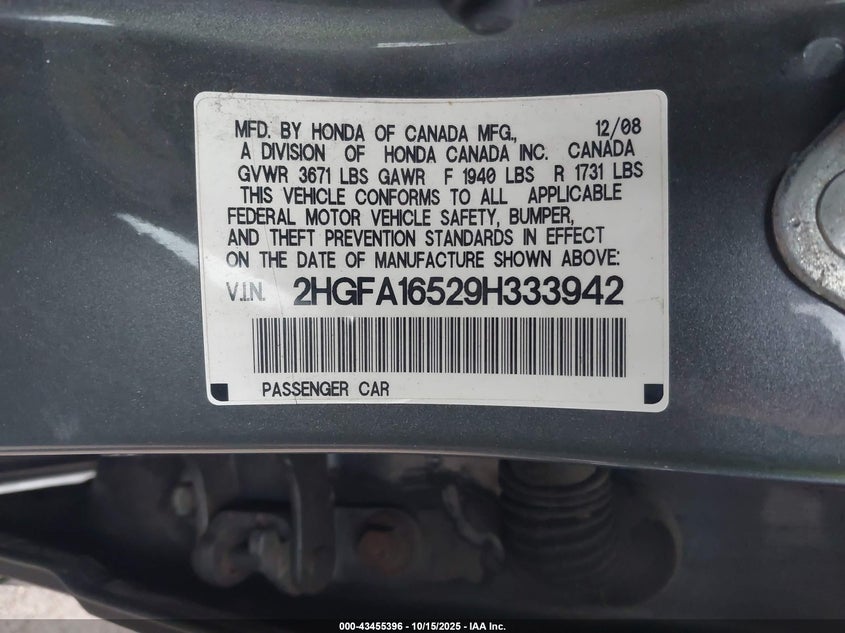 MFD. BY HONDA OF CANADA MFG., 12/08
A DIVISION OF HONDA CANADA INC. CANADA
GVWR 3671 LBS GAWR F 1940 LBS R 1731 LBS
THIS VEHICLE CONFORMS TO ALL APPLICABLE
FEDERAL MOTOR VEHICLE SAFETY, BUMPER,
AND THEFT PREVENTION STANDARDS IN EFFECT
ON THE DATE OF MANUFACTURE SHOWN ABOVE:
V.I.N. 2HGFA16529H333942
PASSENGER CAR
000-43455396 - 10/15/2025 - IAA Inc.